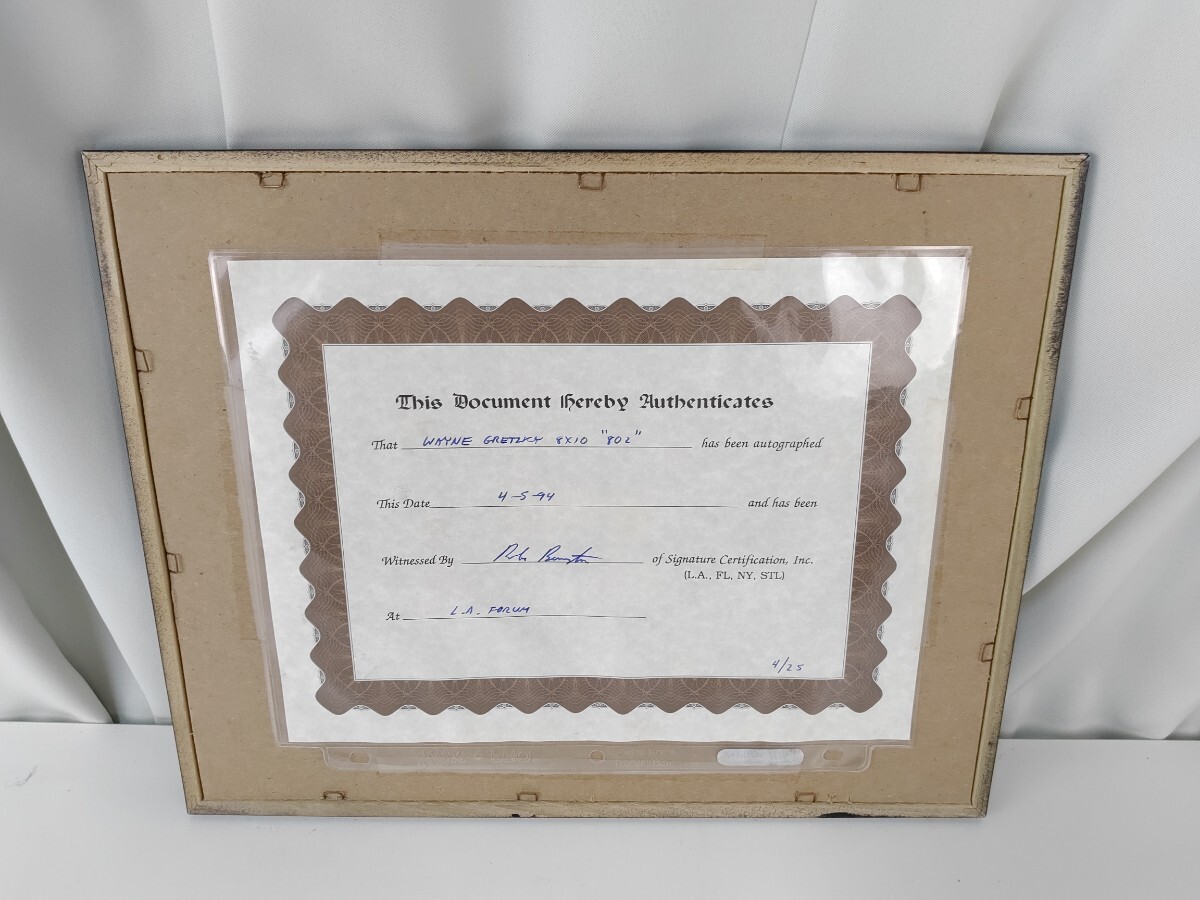 This Document Hereby Authenticates
That WAYNE GRETZKY 8X10 "802" has been autographed
This Date 4-5-94 and has been
Witnessed By of Signature Certification, Inc.
(L.A., FL, NY, STL)
At L.A. FORUM
4/25